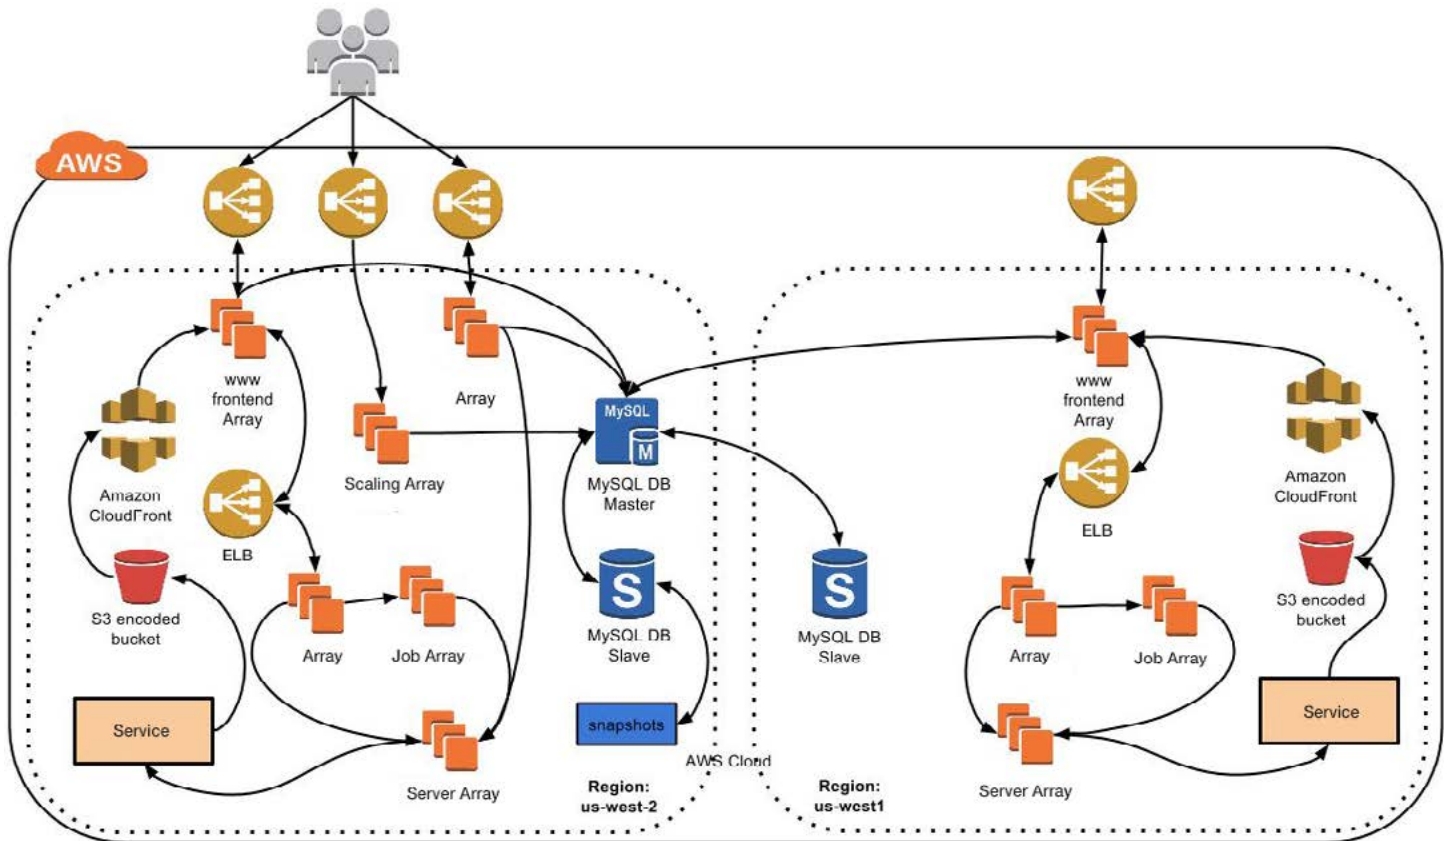 AWS
www
frontend
Array
Array
Scaling Array
Amazon
CloudFront
ELB
S3 encoded
bucket
Array
Job Array
Service
Server Array
MySQL
M
MySQL DB
Master
S
MySQL DB
Slave
snapshots
AWS Cloud
Region:
us-west-2
www
frontend
Array
Amazon
CloudFront
ELB
S
MySQL DB
Slave
S3 encoded
bucket
Array
Job Array
Service
Server Array
Region:
us-west1